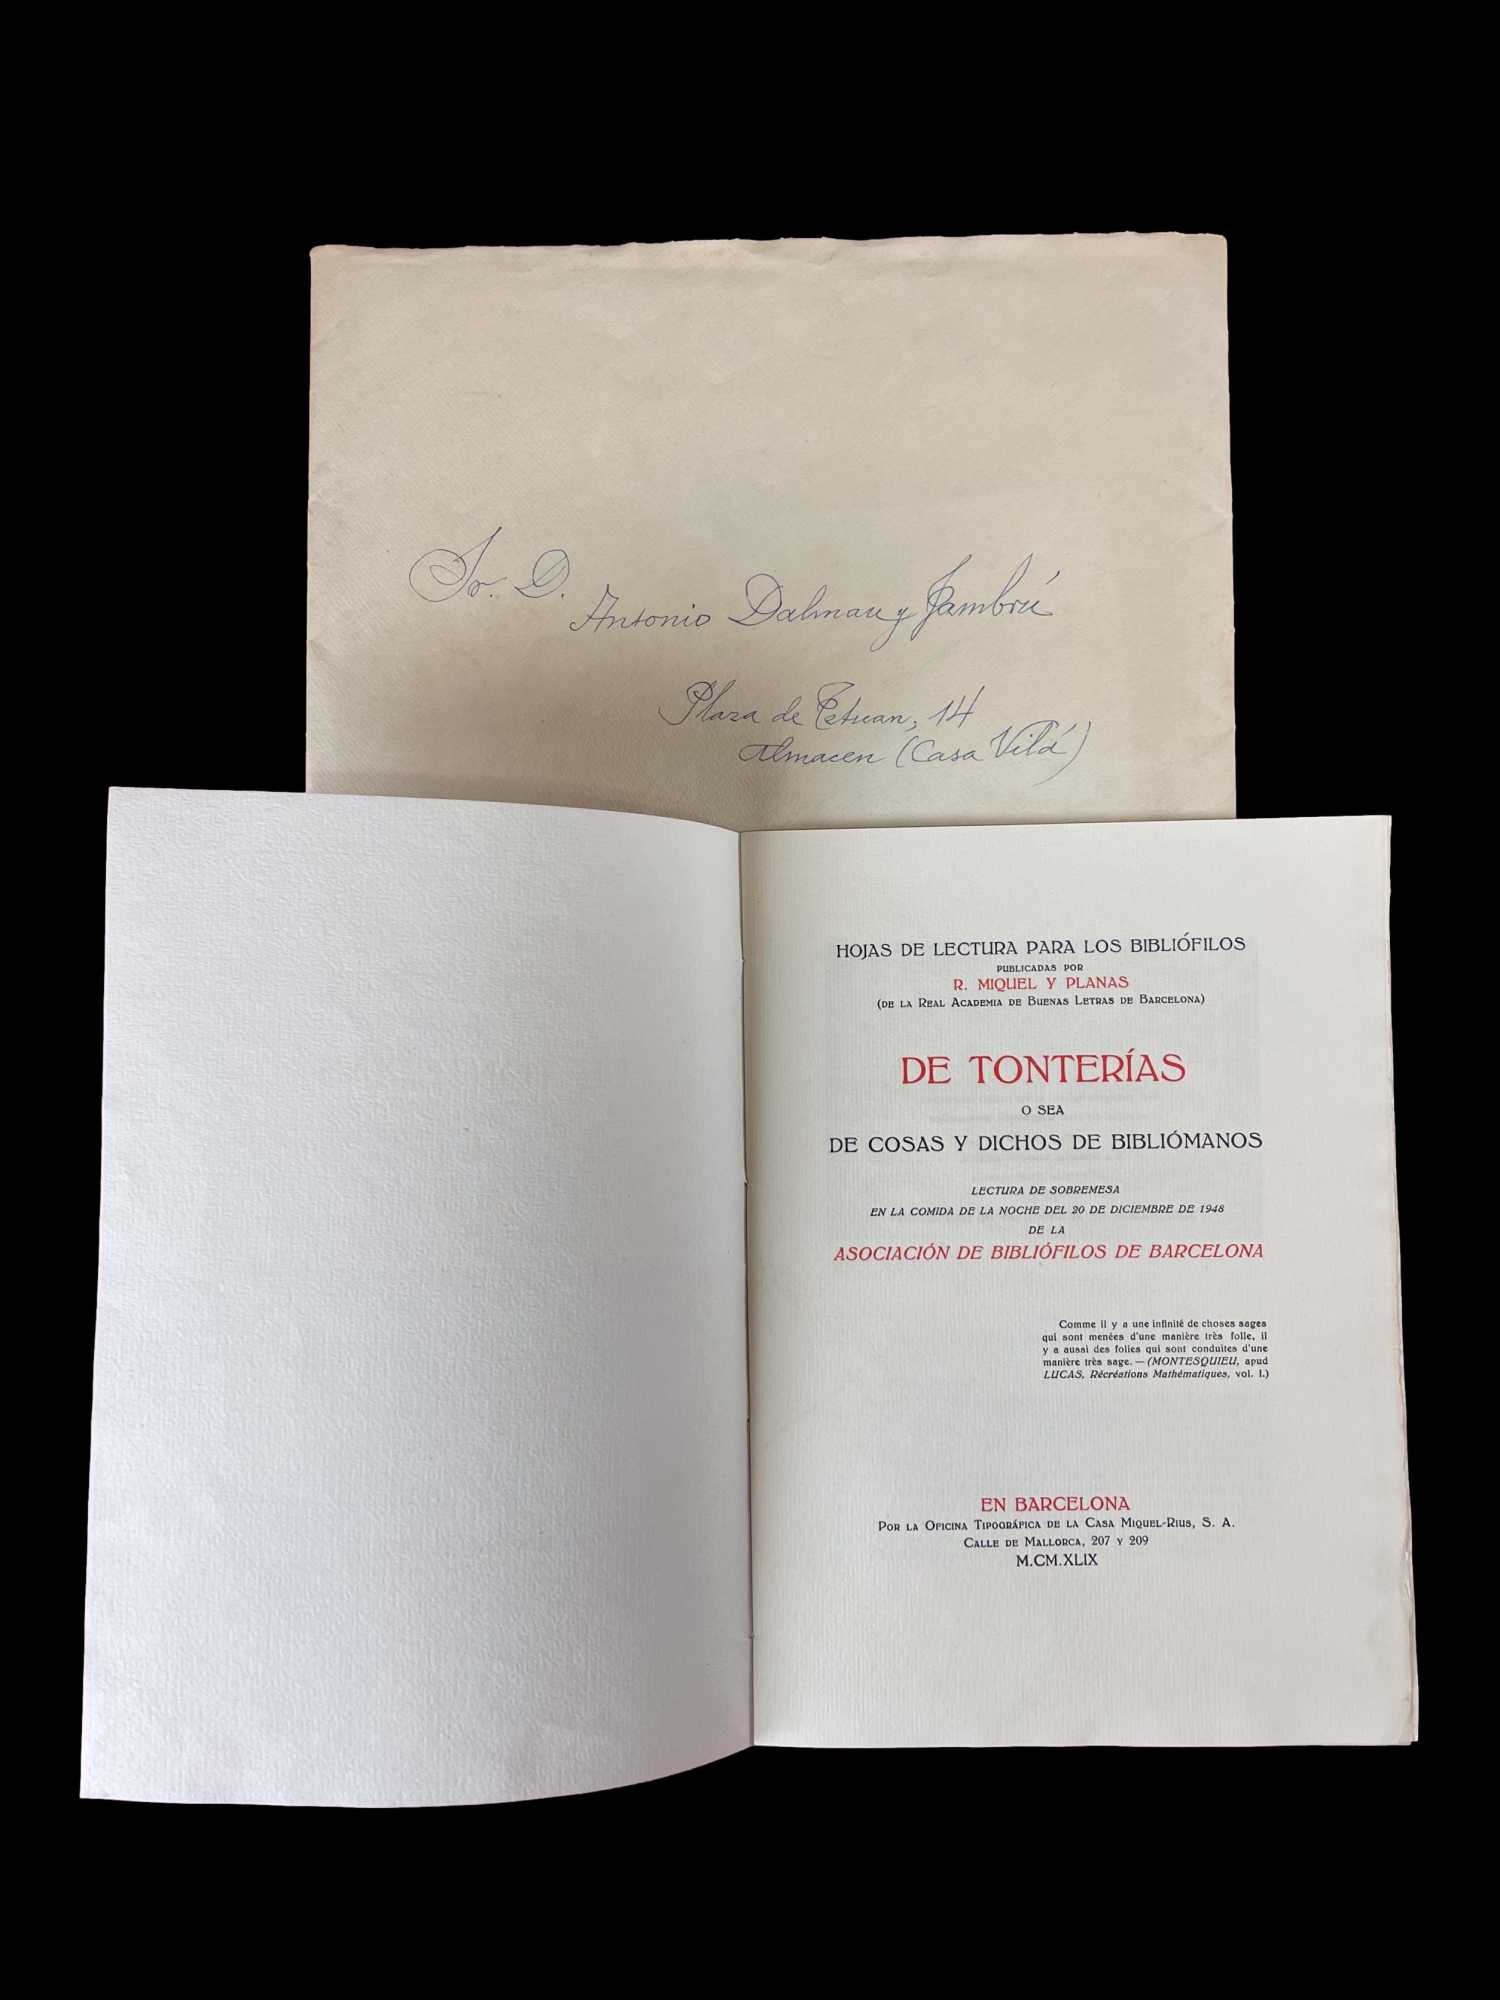 Sr. D.
Antonio Dalmau y Jambrú
Plaza de Tetuan, 14
Almacen (Casa Vilá)
HOJAS DE LECTURA PARA LOS BIBLIÓFILOS
PUBLICADAS POR
R. MIQUEL Y PLANAS
(DE LA REAL ACADEMIA DE BUENAS LETRAS DE BARCELONA)
DE TONTERÍAS
O SEA
DE COSAS Y DICHOS DE BIBLIÓMANOS
LECTURA DE SOBREMESA
EN LA COMIDA DE LA NOCHE DEL 20 DE DICIEMBRE DE 1948
DE LA
ASOCIACIÓN DE BIBLIÓFILOS DE BARCELONA
Comme il y a une infinité de choses sages
qui sont menées d'une manière très folle, il
y a aussi des folies qui sont conduites d'une
manière très sage. — (MONTESQUIEU, apud
LUCAS, Récréations Mathématiques, vol. I.)
EN BARCELONA
POR LA OFICINA TIPOGRÁFICA DE LA CASA MIQUEL-RIUS, S. A.
CALLE DE MALLORCA, 207 Y 209
M.CM.XLIX